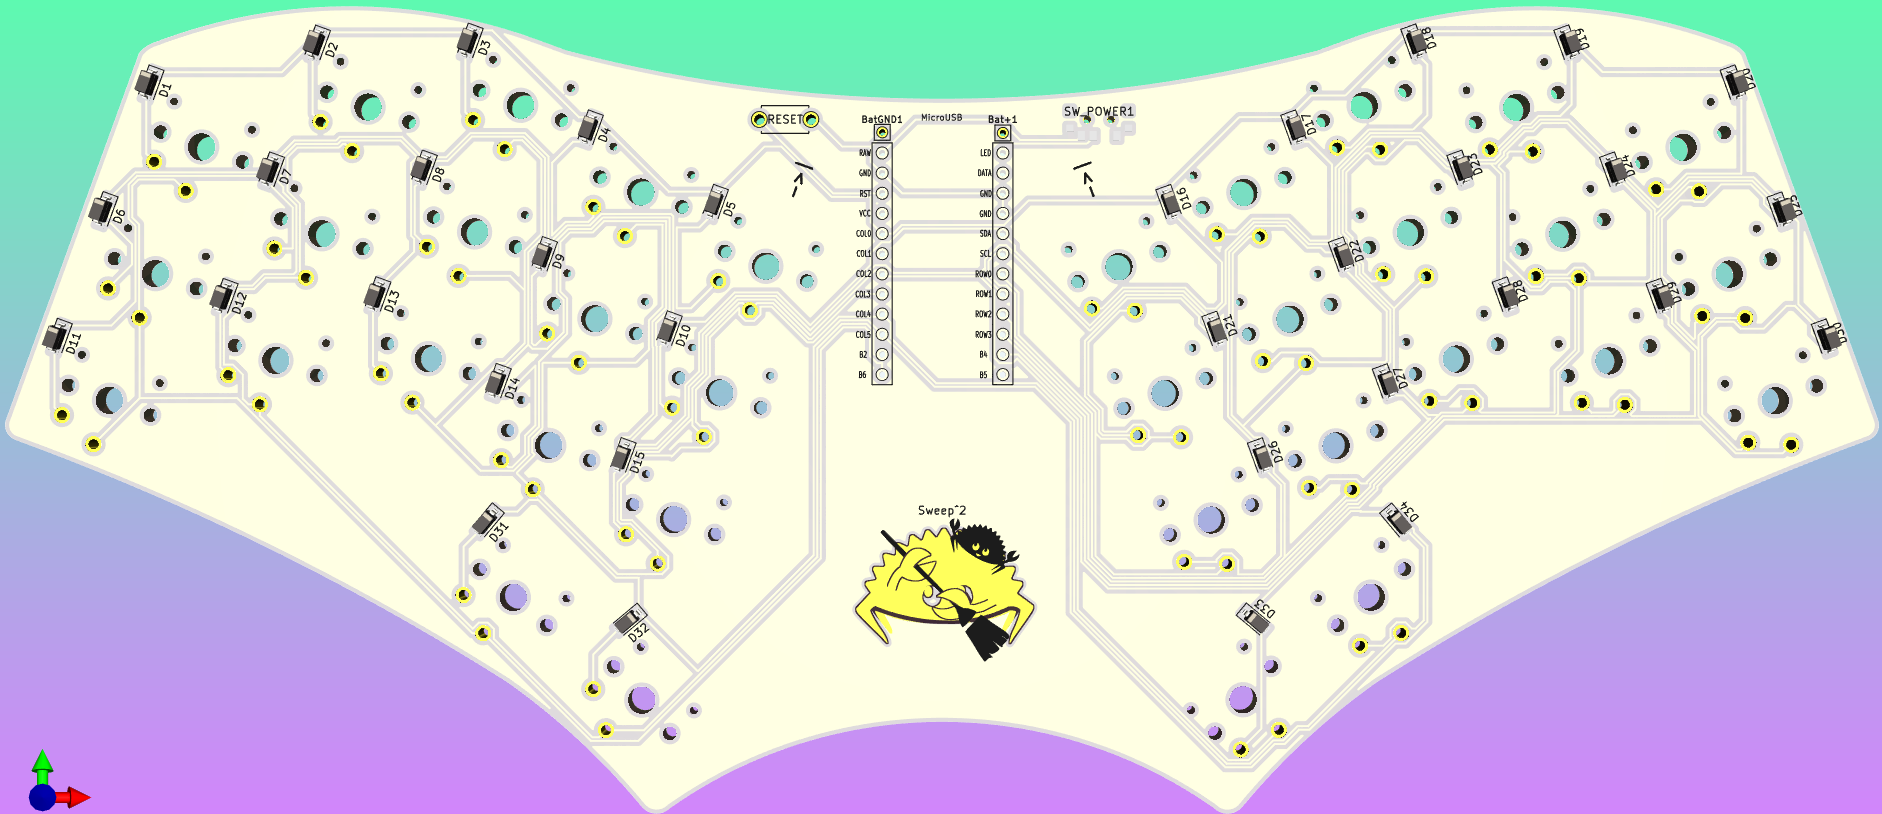 D2
D3
D18
D19
D1
D20
RESET
BatGND1
MicroUSB
Bat+1
SW_POWER1
D4
D17
RAW
LED
GND
DATA
RST
GND
VCC
GND
COL0
SDA
COL1
SCL
COL2
ROW0
COL3
ROW1
COL4
ROW2
COL5
ROW3
B2
B4
B6
B5
D7
D8
D23
D24
D6
D5
D16
D25
D9
D22
D12
D13
D28
D29
D11
D10
D21
D30
D14
D27
D15
D26
D31
D34
Sweep^2
D32
D33